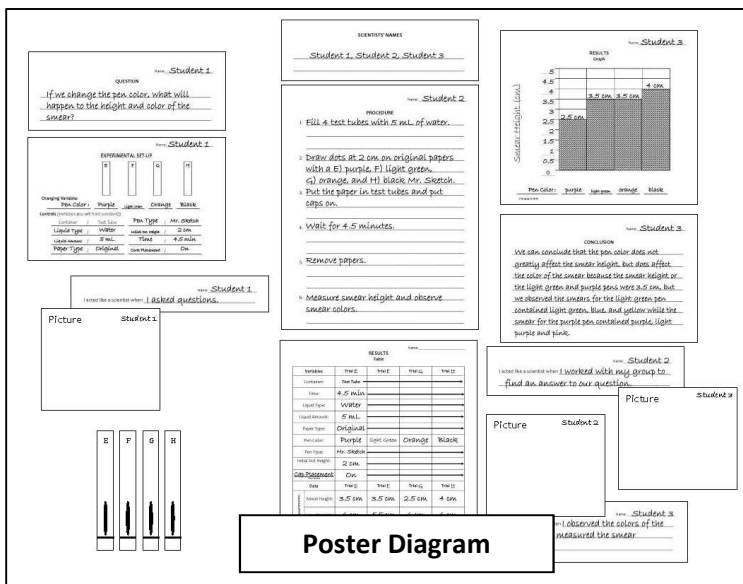 Name: Student 1
QUESTION
If we change the pen color, what will
happen to the height and color of the
smear?
Name: Student 1
EXPERIMENTAL SET-UP
E F G H
Changing Variable:
Pen Color: Purple Light Green Orange Black
Controls (variables you will hold constant):
Container / Test Tube
Pen Type / Mr. Sketch
Liquid Type / Water
Initial Dot Height / 2 cm
Liquid Amount / 5 mL
Time / 4.5 min
Paper Type / Original
Cap Placement / On
Name: Student 1
I acted like a scientist when I asked questions.
Picture Student 1
E F G H
SCIENTISTS' NAMES
Student 1, Student 2, Student 3
Name: Student 2
PROCEDURE
1. Fill 4 test tubes with 5 mL of water.
2. Draw dots at 2 cm on original papers
with a E) purple, F) light green,
G) orange, and H) black Mr. Sketch.
3. Put the paper in test tubes and put
caps on.
4. Wait for 4.5 minutes.
5. Remove papers.
6. Measure smear height and observe
smear colors.
Name:
RESULTS
Table
Variables Trial E Trial F Trial G Trial H
Container: Test Tube
Time: 4.5 min
Liquid Type: Water
Liquid Amount: 5 mL
Paper Type: Original
Pen Color: Purple Light Green Orange Black
Pen Type: Mr. Sketch
Initial Dot Height: 2 cm
Cap Placement On
Data Trial E Trial F Trial G Trial H
Smear Height: 3.5 cm 3.5 cm 2.5 cm 4 cm
Name: Student 3
RESULTS
Graph
Smear Height (cm)
5
4.5
4
3.5
3
2.5
2
1.5
1
0.5
0
2.5 cm 3.5 cm 3.5 cm 4 cm
Pen Color: purple light green orange black
Name: Student 3
CONCLUSION
We can conclude that the pen color does not
greatly affect the smear height, but does affect
the color of the smear because the smear height or
the light green and purple pens were 3.5 cm, but
we observed the smears for the light green pen
contained light green, blue, and yellow while the
smear for the purple pen contained purple, light
purple and pink.
Name: Student 2
I acted like a scientist when I worked with my group to
find an answer to our question.
Picture Student 2
Picture Student 3
Name: Student 3
I observed the colors of the
measured the smear
Poster Diagram